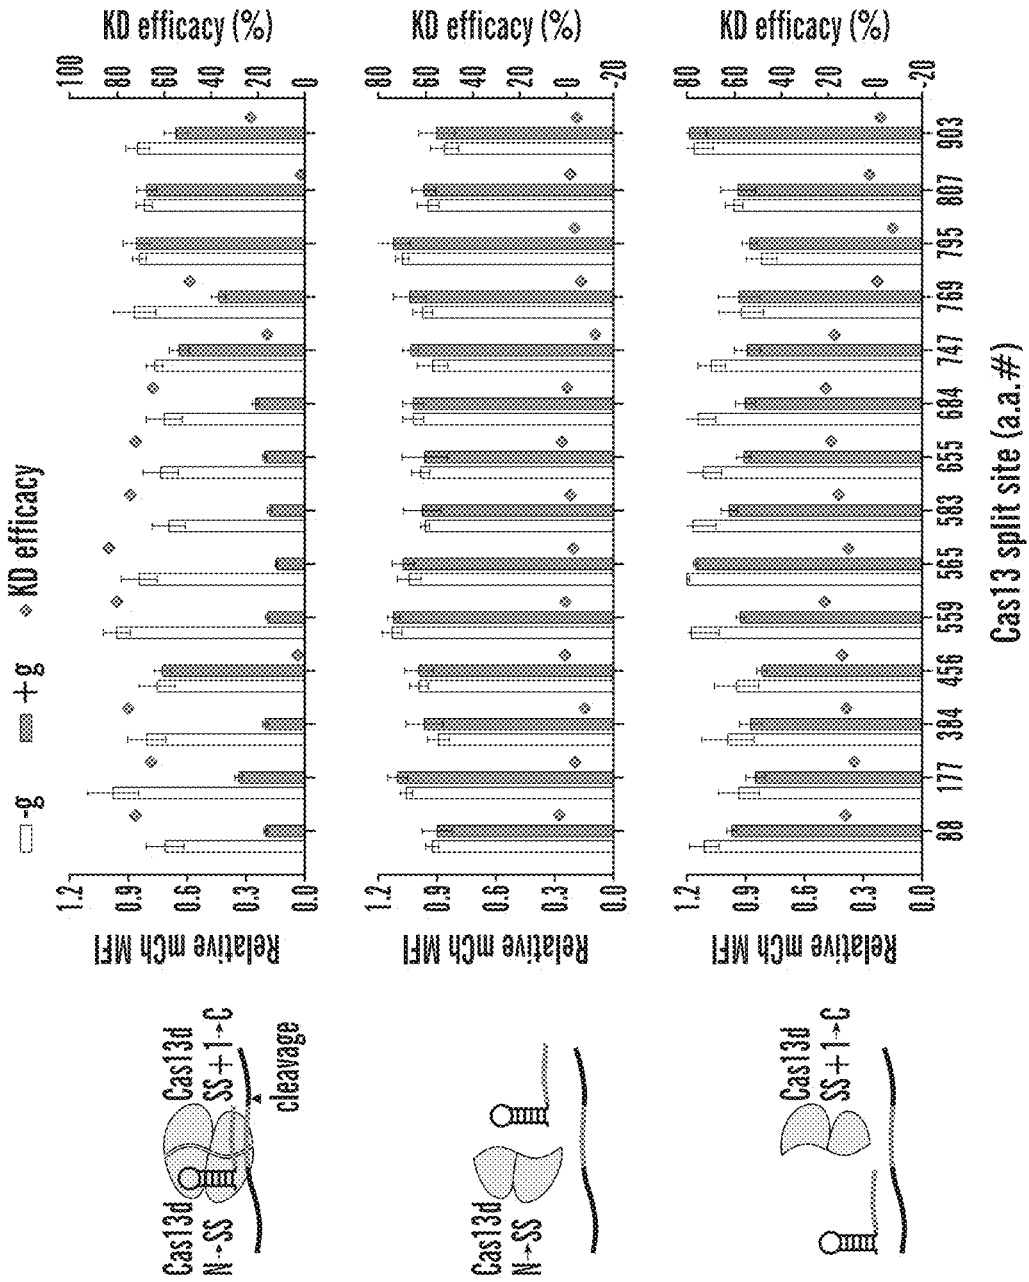 -g +g KD efficacy
Cas13d
N→SS
Cas13d
SS+1→C
cleavage
Relative mCh MFI
1.2
0.9
0.6
0.3
0.0
KD efficacy (%)
100
80
60
40
20
0
Cas13d
N→SS
Relative mCh MFI
1.2
0.9
0.6
0.3
0.0
KD efficacy (%)
80
60
40
20
0
-20
Cas13d
SS+1→C
Relative mCh MFI
1.2
0.9
0.6
0.3
0.0
KD efficacy (%)
80
60
40
20
0
-20
88 177 384 456 559 565 583 655 684 747 769 795 807 903
Cas13 split site (a.a.#)